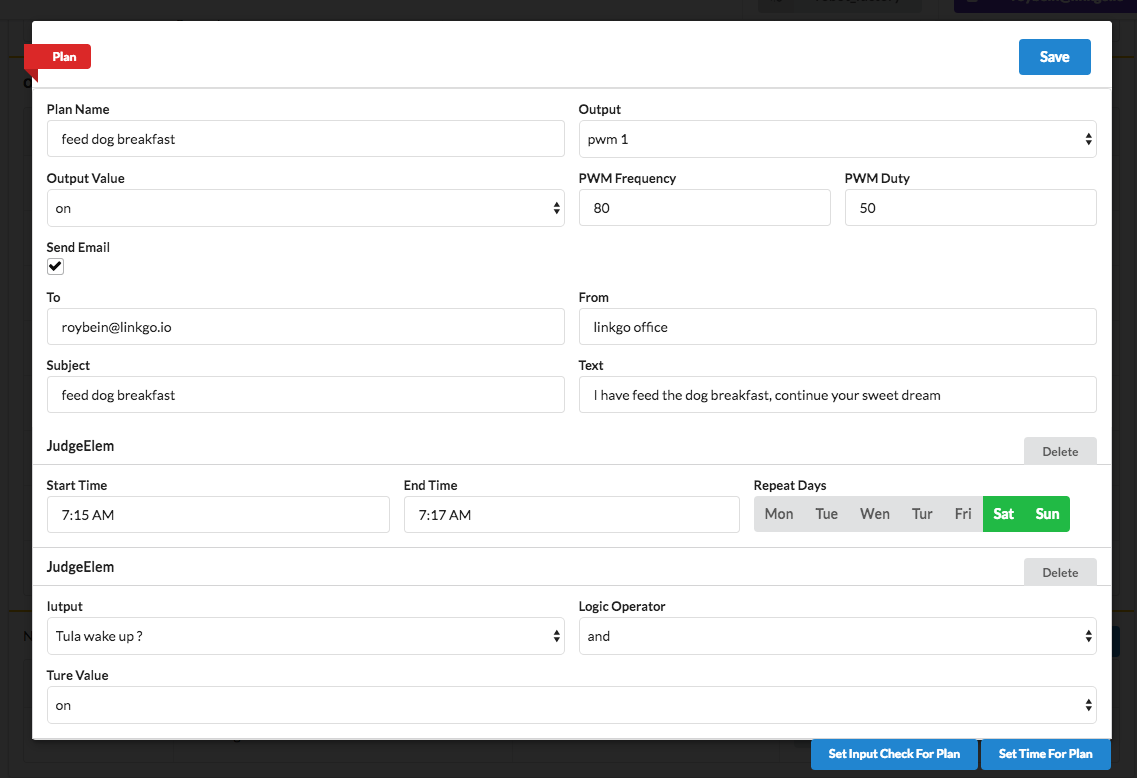 Plan
Save
Plan Name
Output
feed dog breakfast
pwm 1
Output Value
PWM Frequency
PWM Duty
on
80
50
Send Email
To
From
roybein@linkgo.io
linkgo office
Subject
Text
feed dog breakfast
I have feed the dog breakfast, continue your sweet dream
JudgeElem
Delete
Start Time
End Time
Repeat Days
7:15 AM
7:17 AM
Mon Tue Wen Tur Fri Sat Sun
JudgeElem
Delete
Iutput
Logic Operator
Tula wake up ?
and
Ture Value
on
Set Input Check For Plan
Set Time For Plan